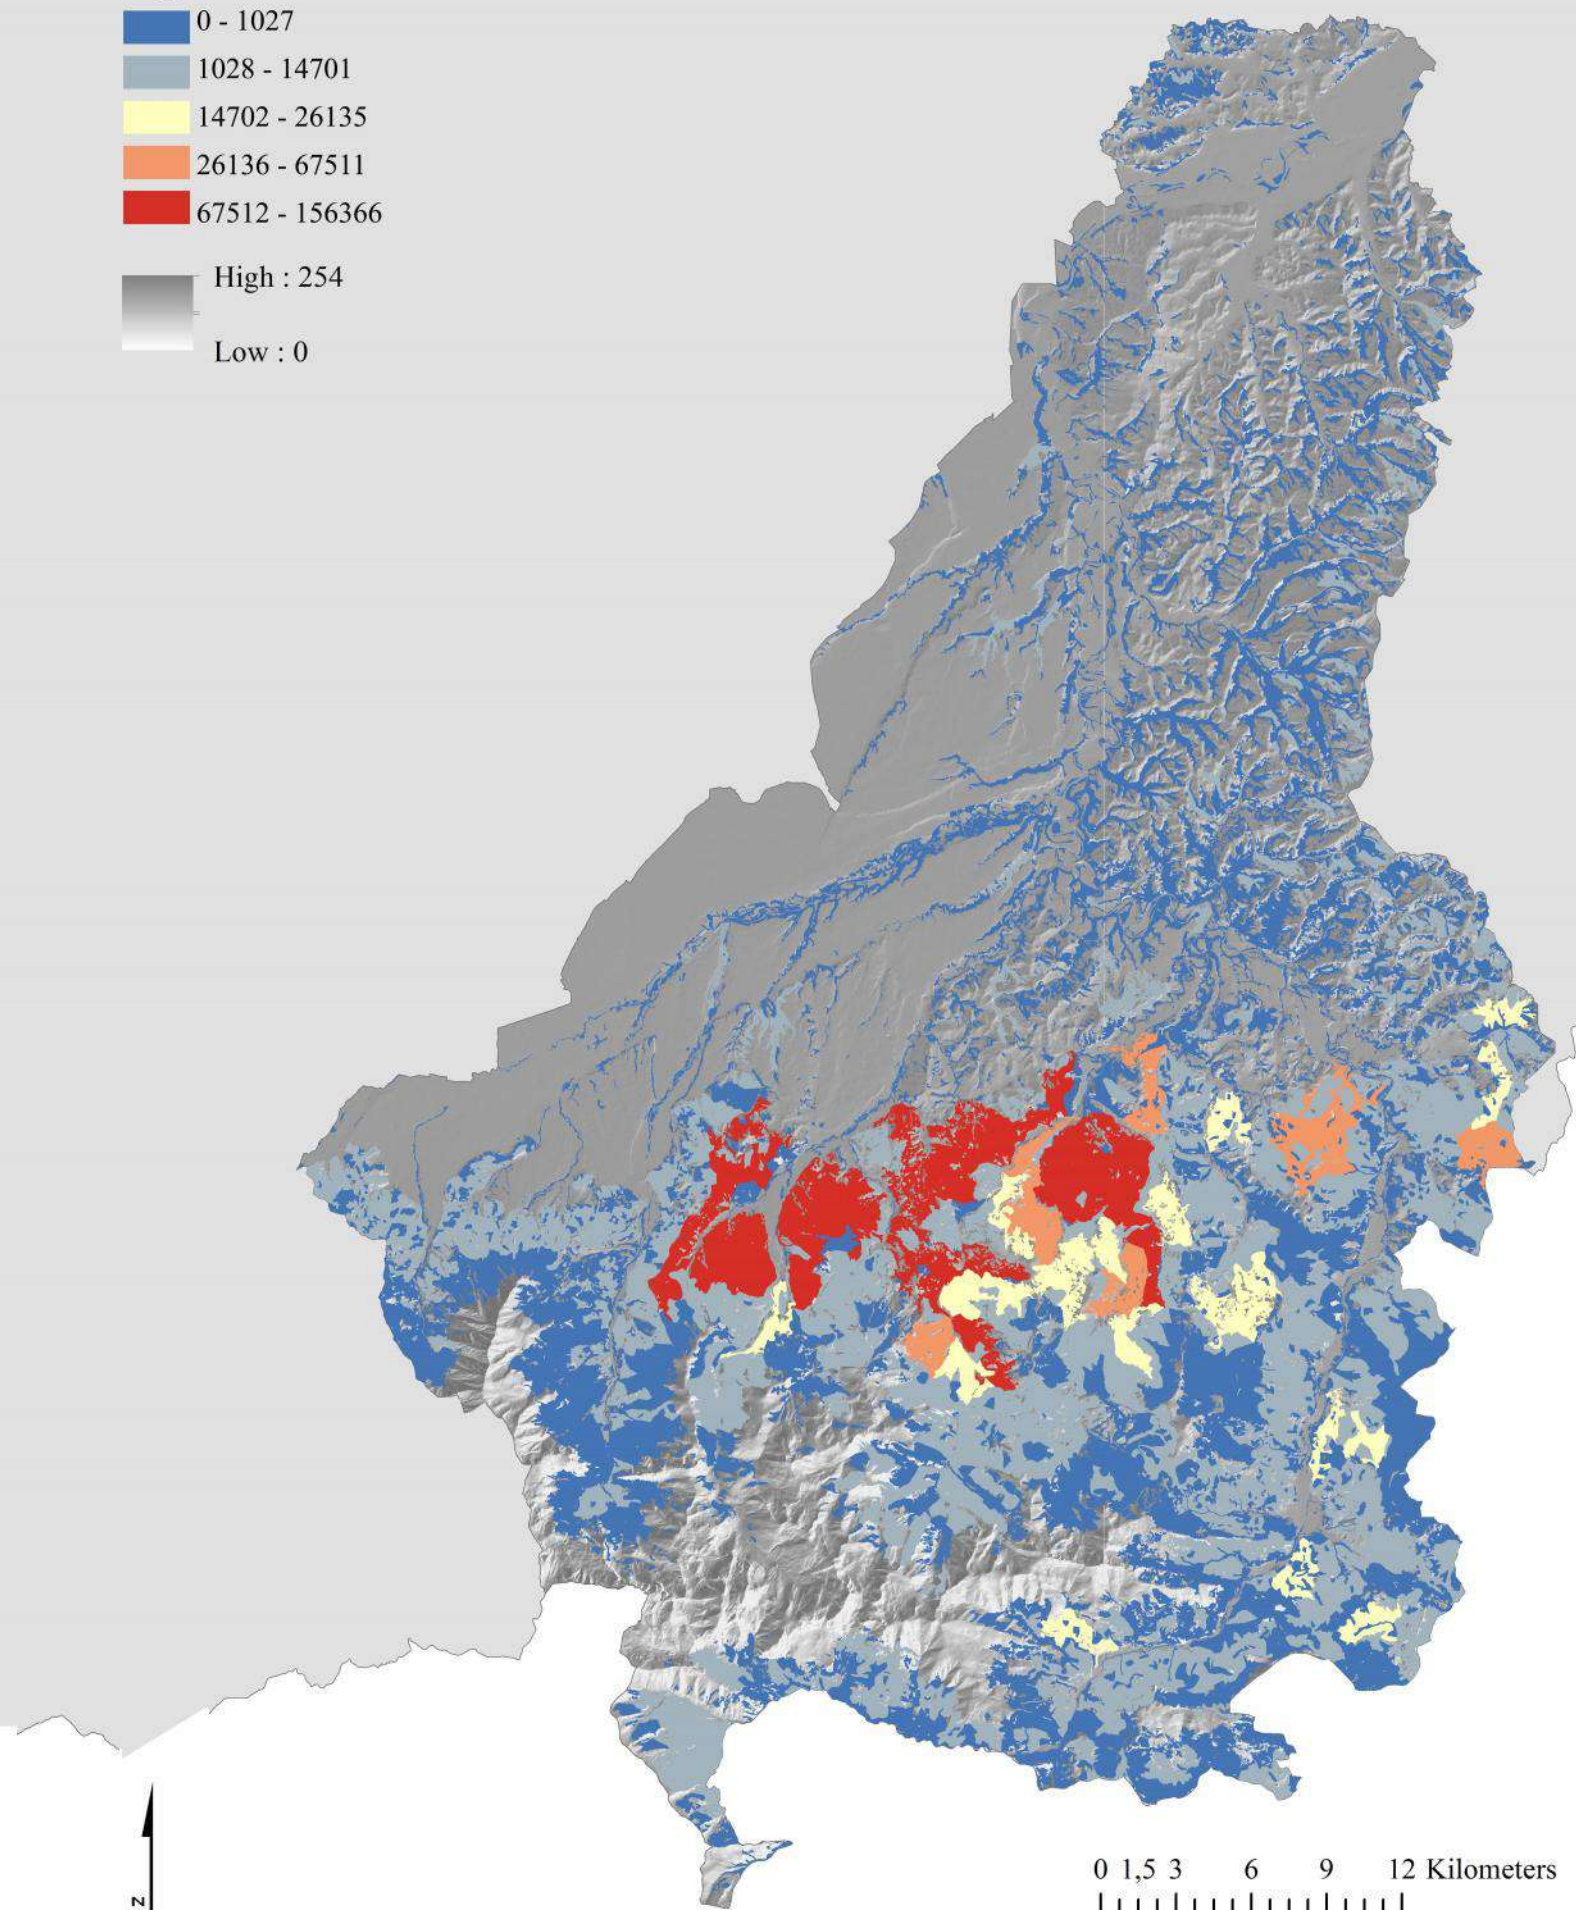 0 - 1027
1028 - 14701
14702 - 26135
26136 - 67511
67512 - 156366
High : 254
Low : 0
N
0 1,5 3 6 9 12 Kilometers